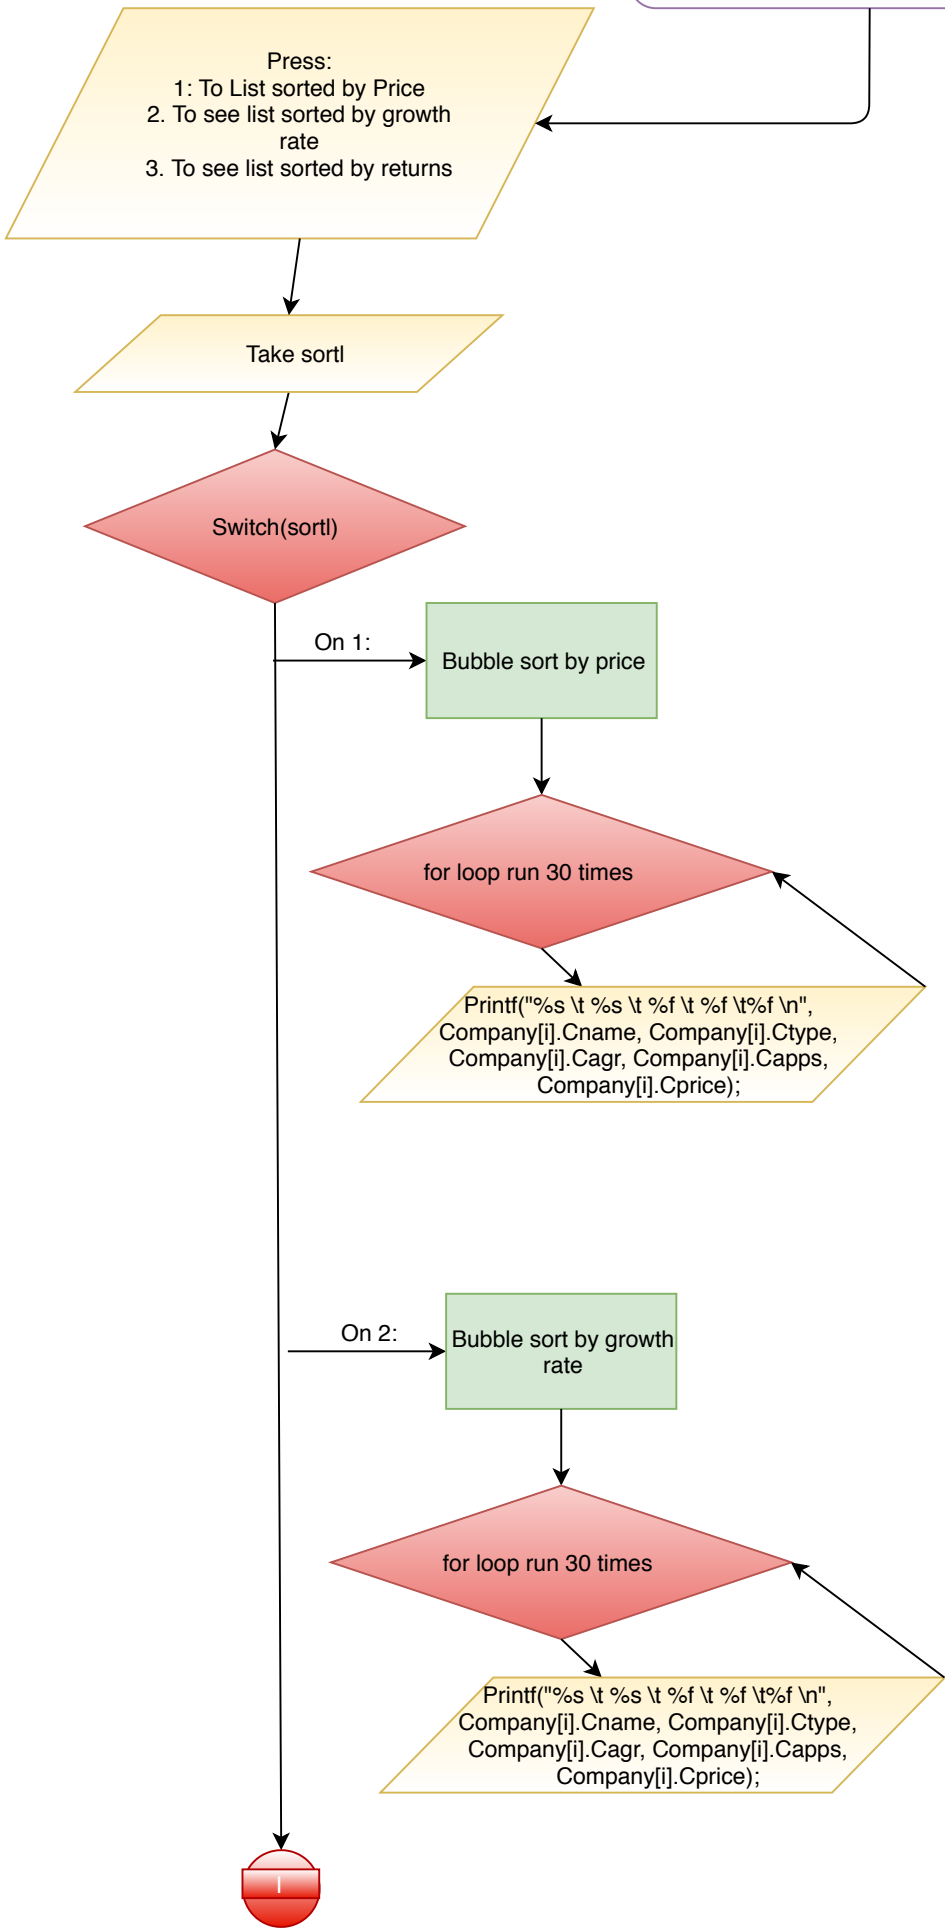 Press:
1: To List sorted by Price
2. To see list sorted by growth
rate
3. To see list sorted by returns
Take sortl
Switch(sortl)
On 1:
Bubble sort by price
for loop run 30 times
Printf("%s \t %s \t %f \t %f \t%f \n",
Company[i].Cname, Company[i].Ctype,
Company[i].Cagr, Company[i].Capps,
Company[i].Cprice);
On 2:
Bubble sort by growth
rate
for loop run 30 times
Printf("%s \t %s \t %f \t %f \t%f \n",
Company[i].Cname, Company[i].Ctype,
Company[i].Cagr, Company[i].Capps,
Company[i].Cprice);
I